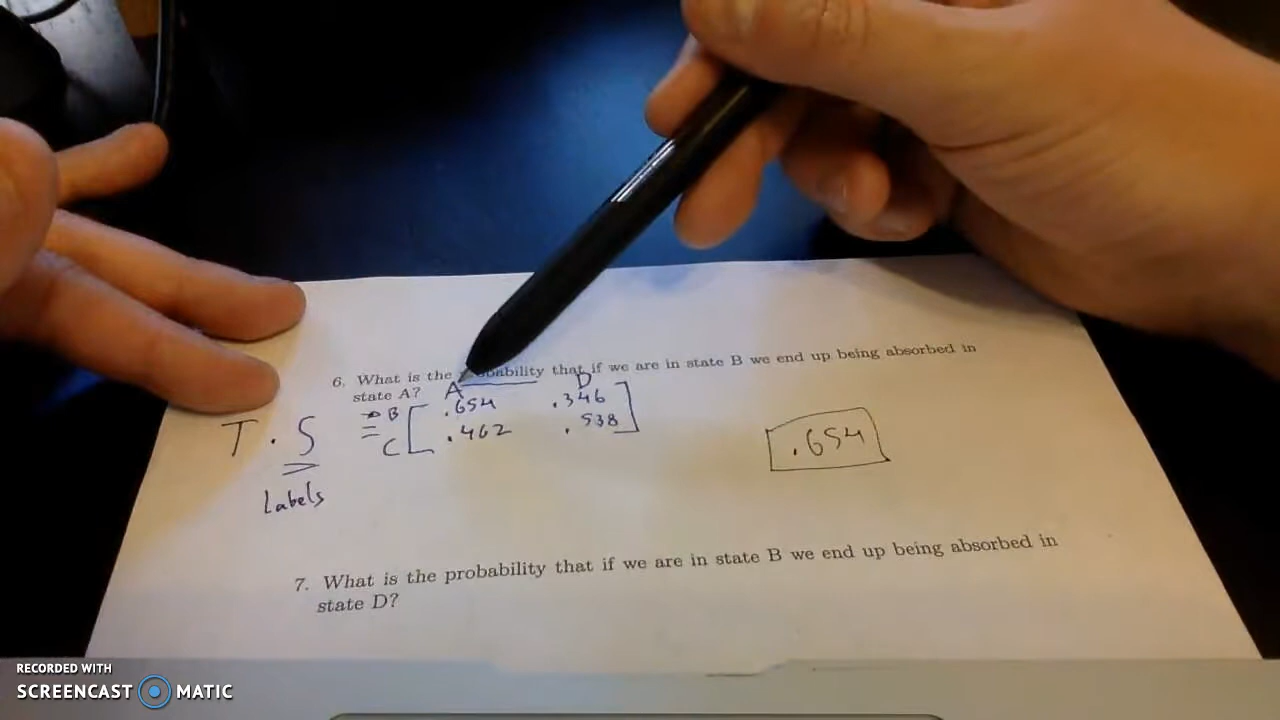 6. What is the probability that if we are in state B we end up being absorbed in
state A?
A D
T · S = B [ .654 .346 ]
C .462 .538
Labels
.654
7. What is the probability that if we are in state B we end up being absorbed in
state D?
RECORDED WITH
SCREENCAST MATIC